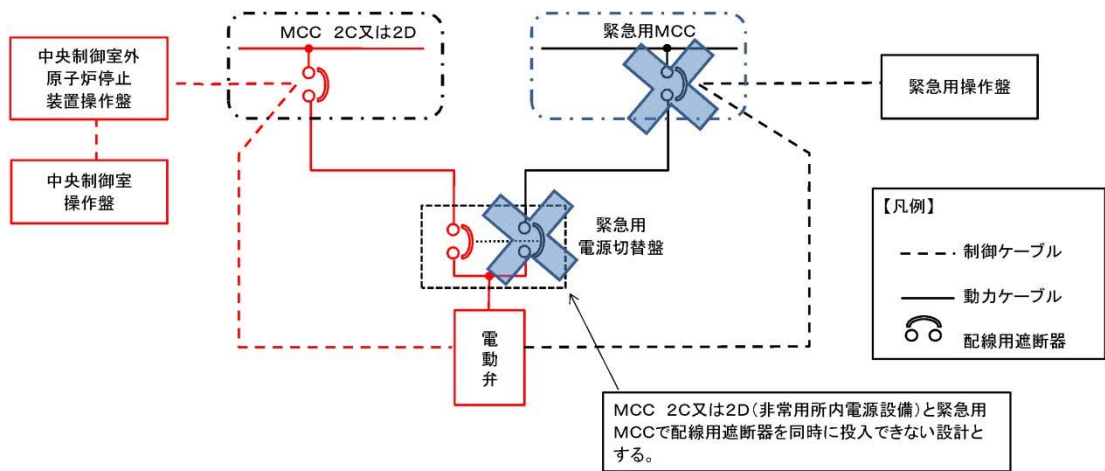 MCC 2C又は2D
緊急用MCC
中央制御室外
原子炉停止
装置操作盤
緊急用操作盤
中央制御室
操作盤
緊急用
電源切替盤
【凡例】
制御ケーブル
動力ケーブル
配線用遮断器
電動弁
MCC 2C又は2D(非常用所内電源設備)と緊急用
MCCで配線用遮断器を同時に投入できない設計と
する。